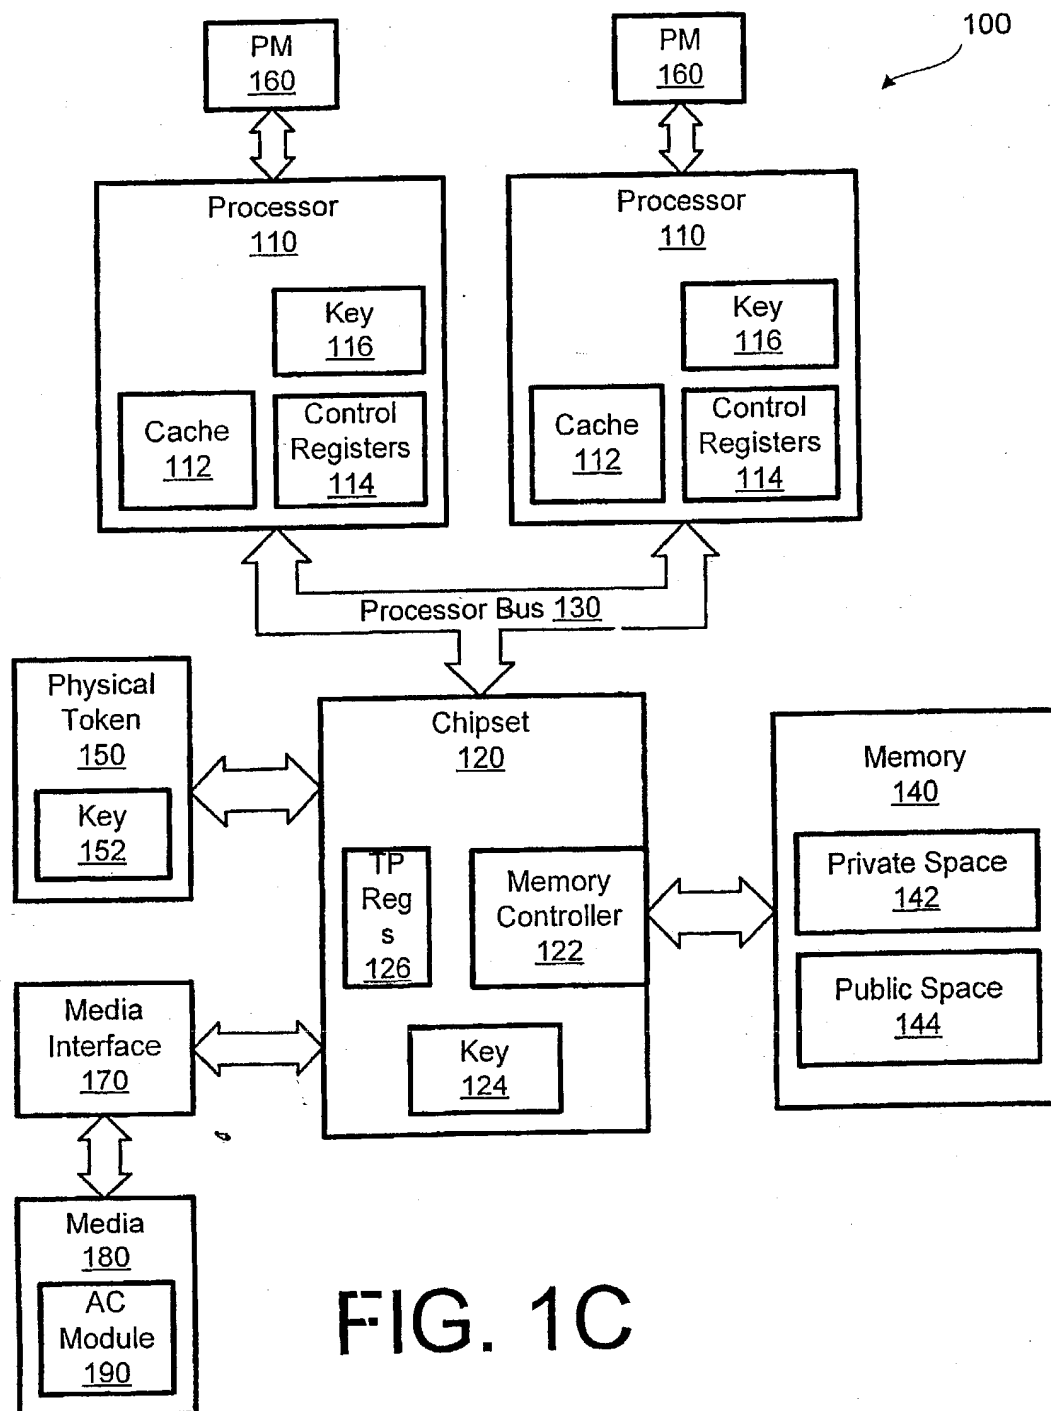 100
PM
160
PM
160
Processor
110
Key
116
Cache
112
Control
Registers
114
Processor
110
Key
116
Cache
112
Control
Registers
114
Processor Bus 130
Physical
Token
150
Key
152
Chipset
120
TP
Reg
s
126
Memory
Controller
122
Key
124
Memory
140
Private Space
142
Public Space
144
Media
Interface
170
Media
180
AC
Module
190
FIG. 1C